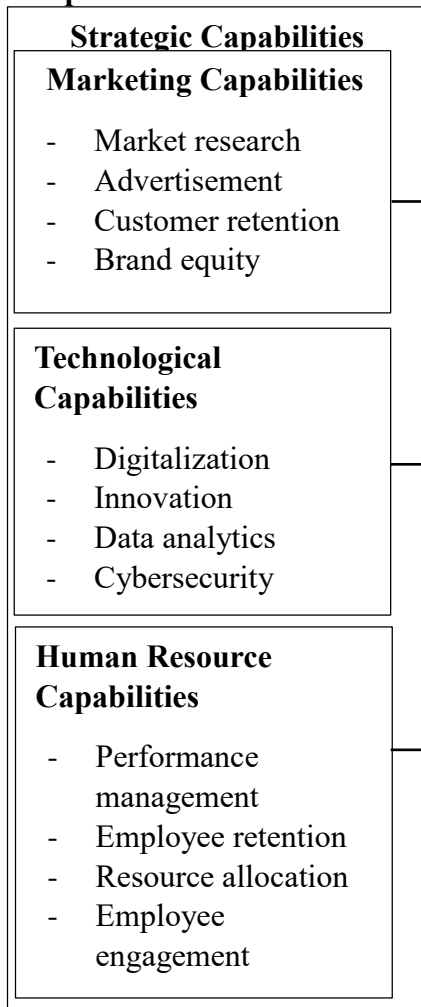 Strategic Capabilities
Marketing Capabilities
- Market research
- Advertisement
- Customer retention
- Brand equity
Technological
Capabilities
- Digitalization
- Innovation
- Data analytics
- Cybersecurity
Human Resource
Capabilities
- Performance
management
- Employee retention
- Resource allocation
- Employee
engagement